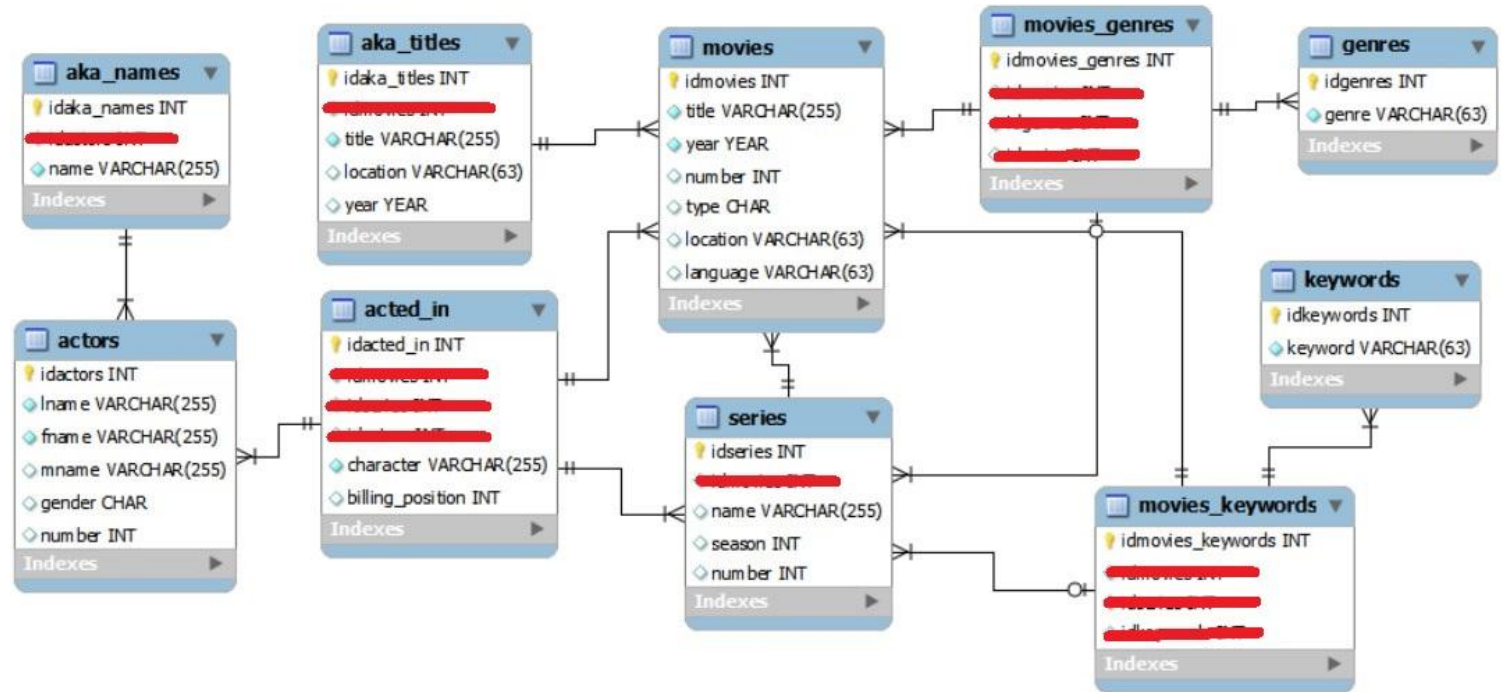 aka_names
idaka_names INT
name VARCHAR(255)
Indexes
aka_titles
idaka_titles INT
title VARCHAR(255)
location VARCHAR(63)
year YEAR
Indexes
movies
idmovies INT
title VARCHAR(255)
year YEAR
number INT
type CHAR
location VARCHAR(63)
language VARCHAR(63)
Indexes
movies_genres
idmovies_genres INT
Indexes
genres
idgenres INT
genre VARCHAR(63)
Indexes
actors
idactors INT
lname VARCHAR(255)
fname VARCHAR(255)
mname VARCHAR(255)
gender CHAR
number INT
Indexes
acted_in
idacted_in INT
character VARCHAR(255)
billing_position INT
Indexes
series
idseries INT
name VARCHAR(255)
season INT
number INT
Indexes
keywords
idkeywords INT
keyword VARCHAR(63)
Indexes
movies_keywords
idmovies_keywords INT
Indexes